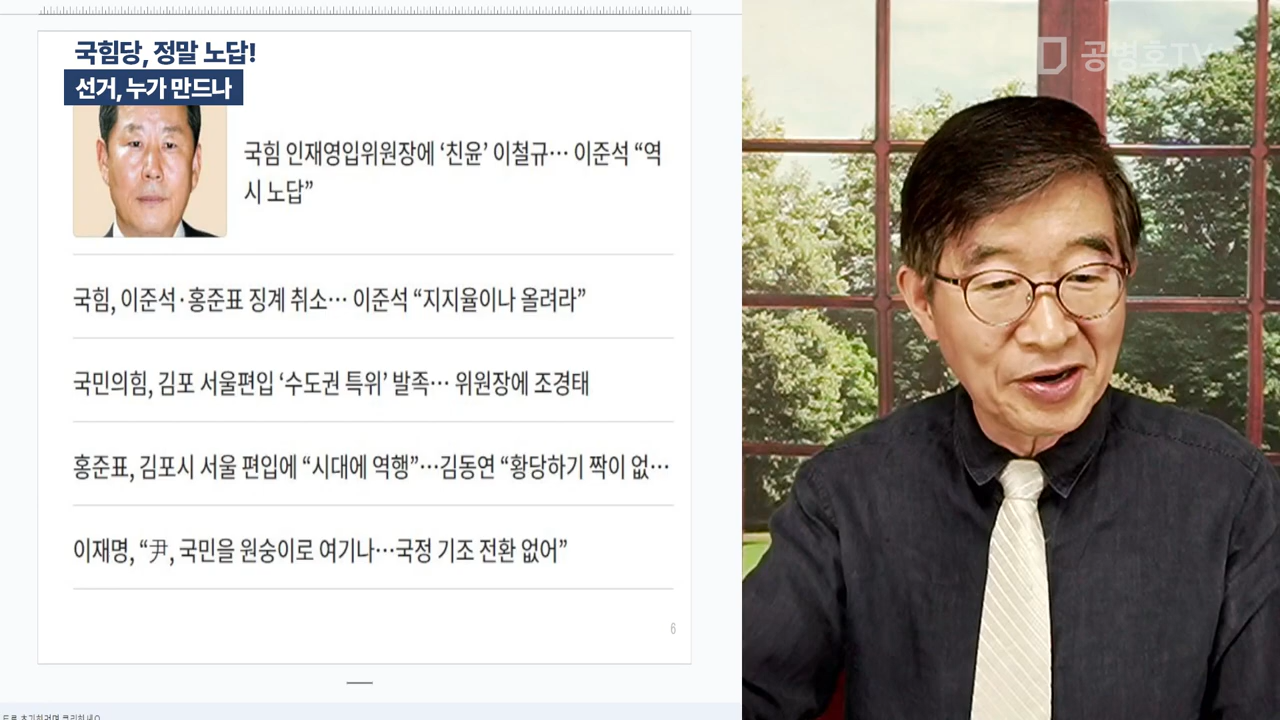 국힘당, 정말 노답!
선거, 누가 만드나
공병호TV
국힘 인재영입위원장에 ‘친윤’ 이철규… 이준석 “역
시 노답”
국힘, 이준석·홍준표 징계 취소… 이준석 “지지율이나 올려라”
국민의힘, 김포 서울편입 ‘수도권 특위’ 발족… 위원장에 조경태
홍준표, 김포시 서울 편입에 “시대에 역행”…김동연 “황당하기 짝이 없…
이재명, “尹, 국민을 원숭이로 여기나…국정 기조 전환 없어”
6